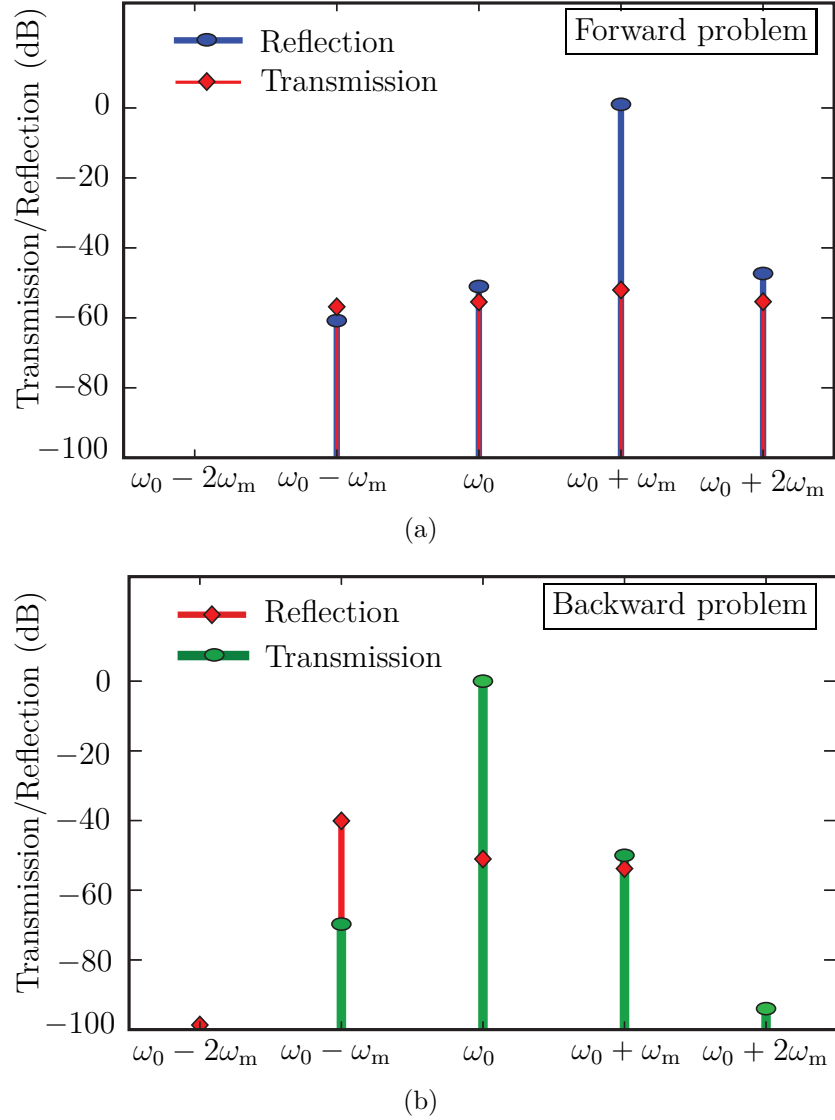 Transmission/Reflection (dB)
Forward problem
Reflection
Transmission
0
−20
−40
−60
−80
−100
ω₀ − 2ωₘ
ω₀ − ωₘ
ω₀
ω₀ + ωₘ
ω₀ + 2ωₘ
(a)
Transmission/Reflection (dB)
Backward problem
Reflection
Transmission
0
−20
−40
−60
−80
−100
ω₀ − 2ωₘ
ω₀ − ωₘ
ω₀
ω₀ + ωₘ
ω₀ + 2ωₘ
(b)